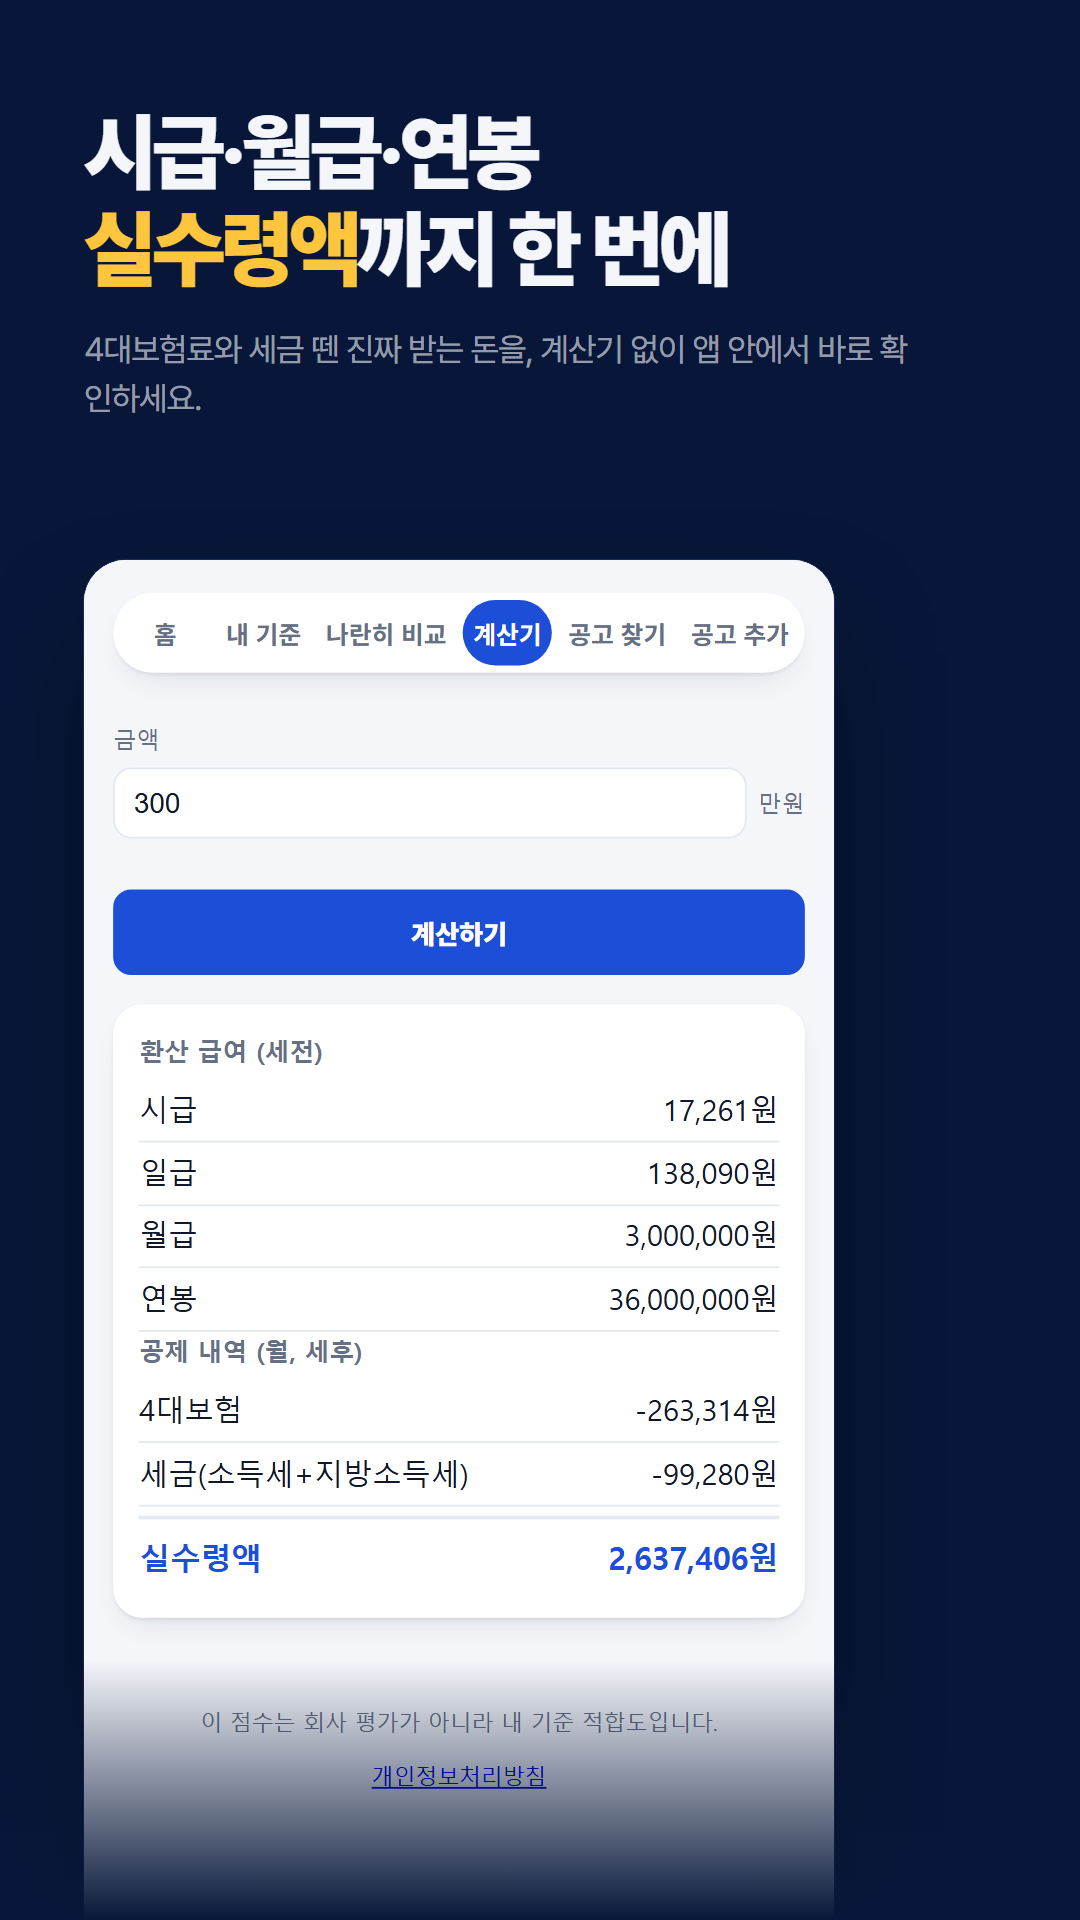 시급·월급·연봉
실수령액까지 한 번에
4대보험료와 세금 뗀 진짜 받는 돈을, 계산기 없이 앱 안에서 바로 확
인하세요.
홈 내 기준 나란히 비교 계산기 공고 찾기 공고 추가
금액
300 만원
계산하기
환산 급여 (세전)
시급 17,261원
일급 138,090원
월급 3,000,000원
연봉 36,000,000원
공제 내역 (월, 세후)
4대보험 -263,314원
세금(소득세+지방소득세) -99,280원
실수령액 2,637,406원
이 점수는 회사 평가가 아니라 내 기준 적합도입니다.
개인정보처리방침